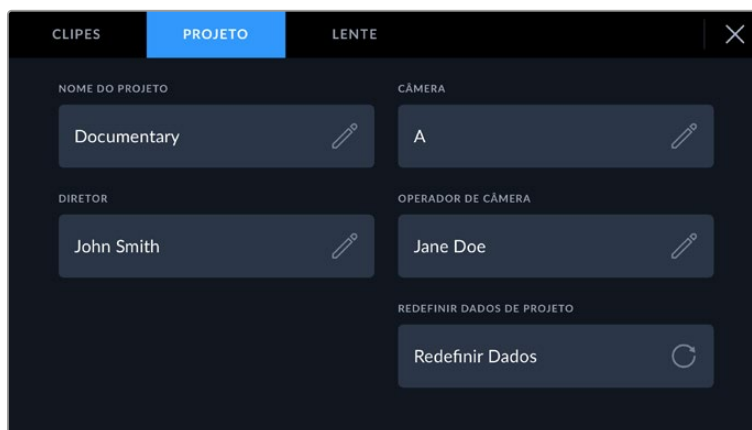 CLIPES PROJETO LENTE
NOME DO PROJETO CÂMERA
Documentary A
DIRETOR OPERADOR DE CÂMERA
John Smith Jane Doe
REDEFINIR DADOS DE PROJETO
Redefinir Dados